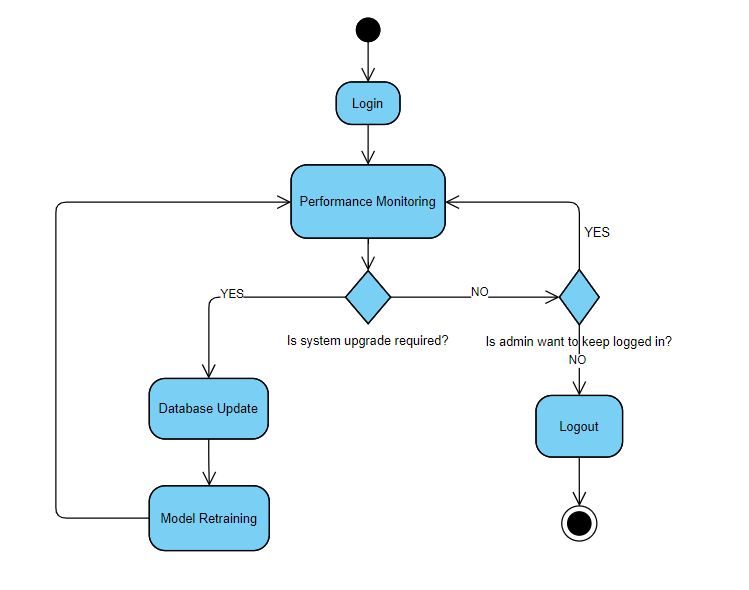 Login
Performance Monitoring
YES
YES
NO
Is system upgrade required?
Is admin want to keep logged in?
NO
Database Update
Logout
Model Retraining